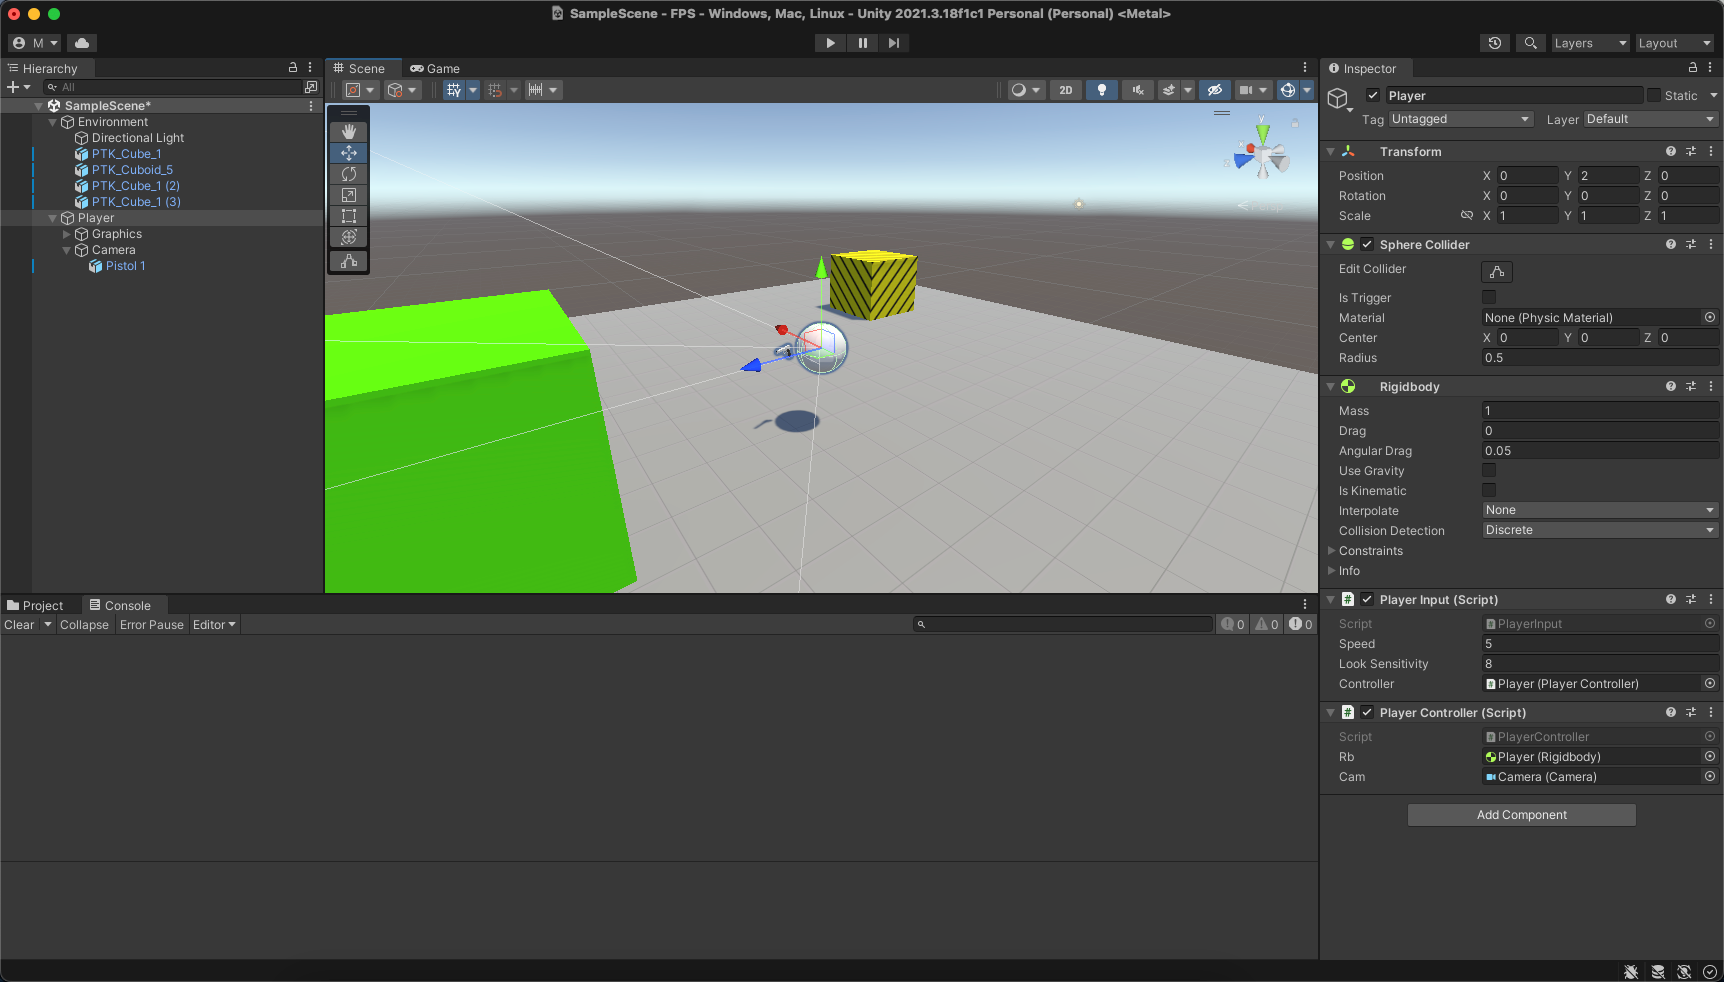 SampleScene - FPS - Windows, Mac, Linux - Unity 2021.3.18f1c1 Personal (Personal) <Metal>
M
Layers
Layout
Hierarchy
All
SampleScene*
Environment
Directional Light
PTK_Cube_1
PTK_Cuboid_5
PTK_Cube_1 (2)
PTK_Cube_1 (3)
Player
Graphics
Camera
Pistol 1
Scene
Game
2D
y
x
z
Persp
Project
Console
Clear
Collapse
Error Pause
Editor
0
0
0
Inspector
Player
Static
Tag Untagged
Layer Default
Transform
Position X 0 Y 2 Z 0
Rotation X 0 Y 0 Z 0
Scale X 1 Y 1 Z 1
Sphere Collider
Edit Collider
Is Trigger
Material None (Physic Material)
Center X 0 Y 0 Z 0
Radius 0.5
Rigidbody
Mass 1
Drag 0
Angular Drag 0.05
Use Gravity
Is Kinematic
Interpolate None
Collision Detection Discrete
Constraints
Info
Player Input (Script)
Script PlayerInput
Speed 5
Look Sensitivity 8
Controller Player (Player Controller)
Player Controller (Script)
Script PlayerController
Rb Player (Rigidbody)
Cam Camera (Camera)
Add Component